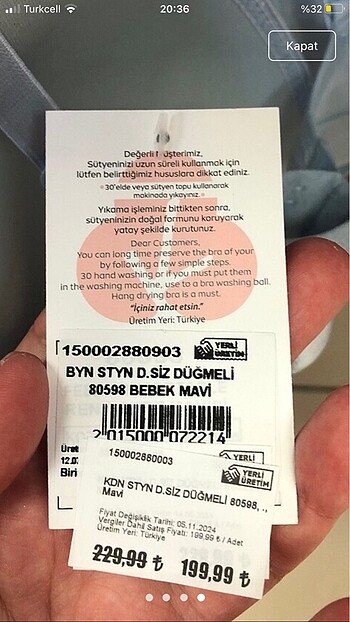 Turkcell
20:36
%32
Kapat
Değerli
Sütyeninizi uzun süreli kullanmak için
lütfen belirttiğimiz hususlara dikkat ediniz.
* 30'elde veya sütyen topu kullanarak
makinada yıkayınız. *
Yıkama işleminiz bittikten sonra,
sütyeninizin doğal formunu koruyarak
yatay şekilde kurutunuz.
Dear Customers,
You can long time preserve the bra of your
by following a few simple steps.
30 hand washing or if you must put them
in the washing machine, use to a bra washing ball.
Hang drying bra is a must.
"İçiniz rahat etsin."
Üretim Yeri: Türkiye
150002880903
YERLİ
ÜRETİM
BYN STYN D.SİZ DÜĞMELİ
80598 BEBEK MAVİ
2 015000 072214
YERLİ
150002880003
YERLİ
ÜRETİM
KDN STYN D.SİZ DÜĞMELİ 80598, .,
Mavi
Fiyat Değişiklik Tarihi: 05.11.2024
Vergiler Dahil Satış Fiyatı: 199,99 ₺ / Adet
Üretim Yeri: Türkiye
229,99 ₺ 199,99 ₺